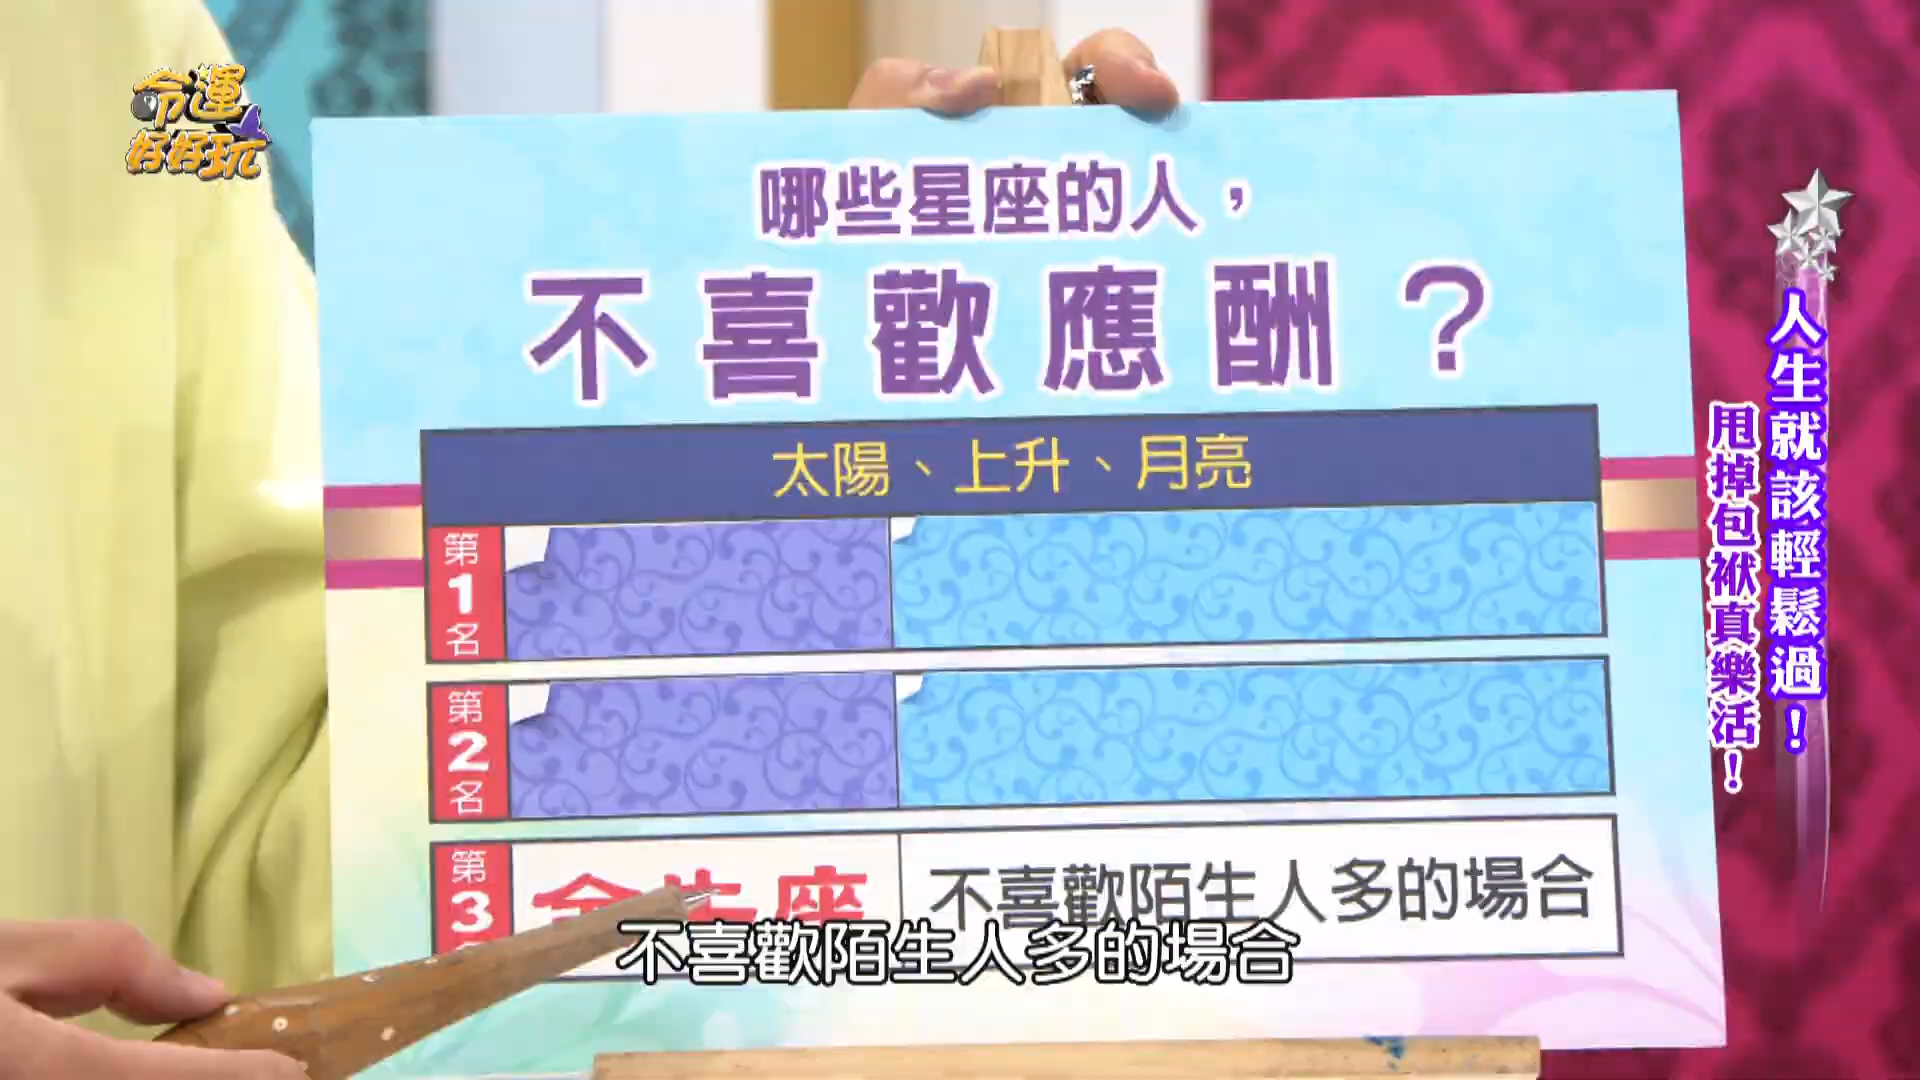 命運
好好玩
哪些星座的人，
不喜歡應酬？
太陽、上升、月亮
第1名
第2名
第3
金牛座
不喜歡陌生人多的場合
不喜歡陌生人多的場合
人生就該輕鬆過！
甩掉包袱真樂活！